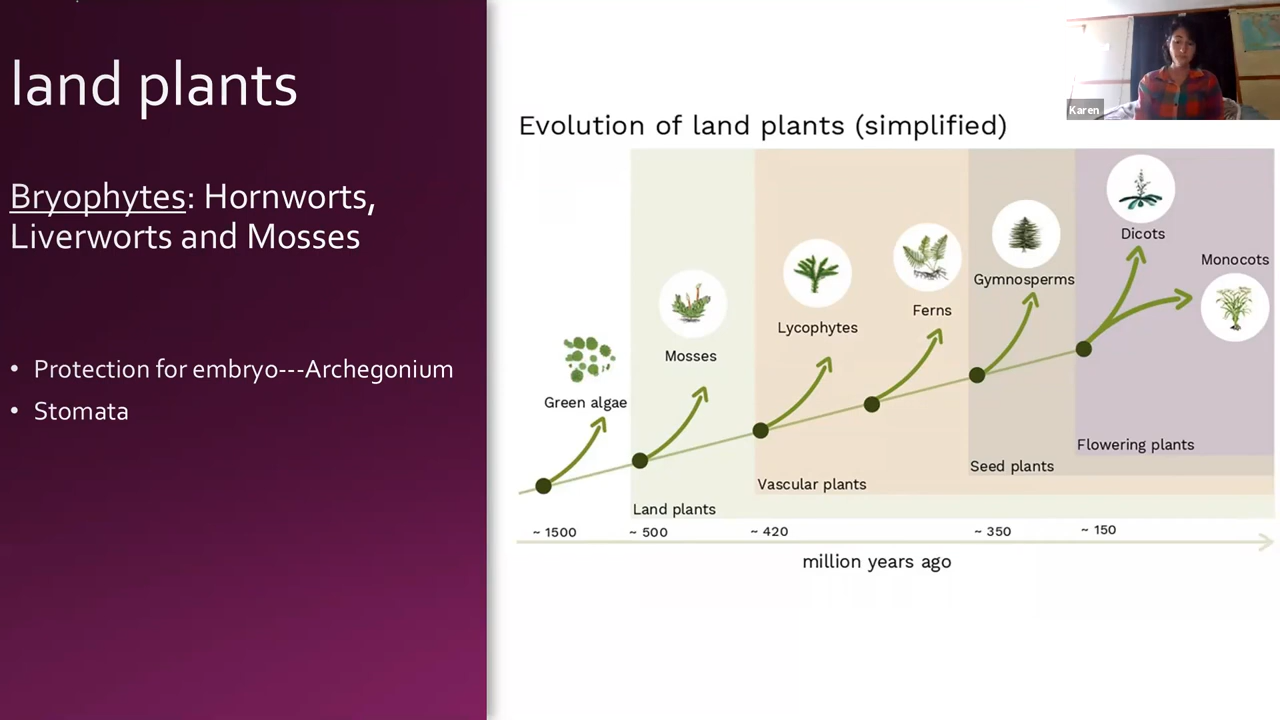 land plants
Bryophytes: Hornworts,
Liverworts and Mosses
• Protection for embryo---Archegonium
• Stomata
Karen
Evolution of land plants (simplified)
Dicots
Monocots
Gymnosperms
Ferns
Lycophytes
Mosses
Green algae
Flowering plants
Seed plants
Vascular plants
Land plants
~ 1500 ~ 500 ~ 420 ~ 350 ~ 150
million years ago